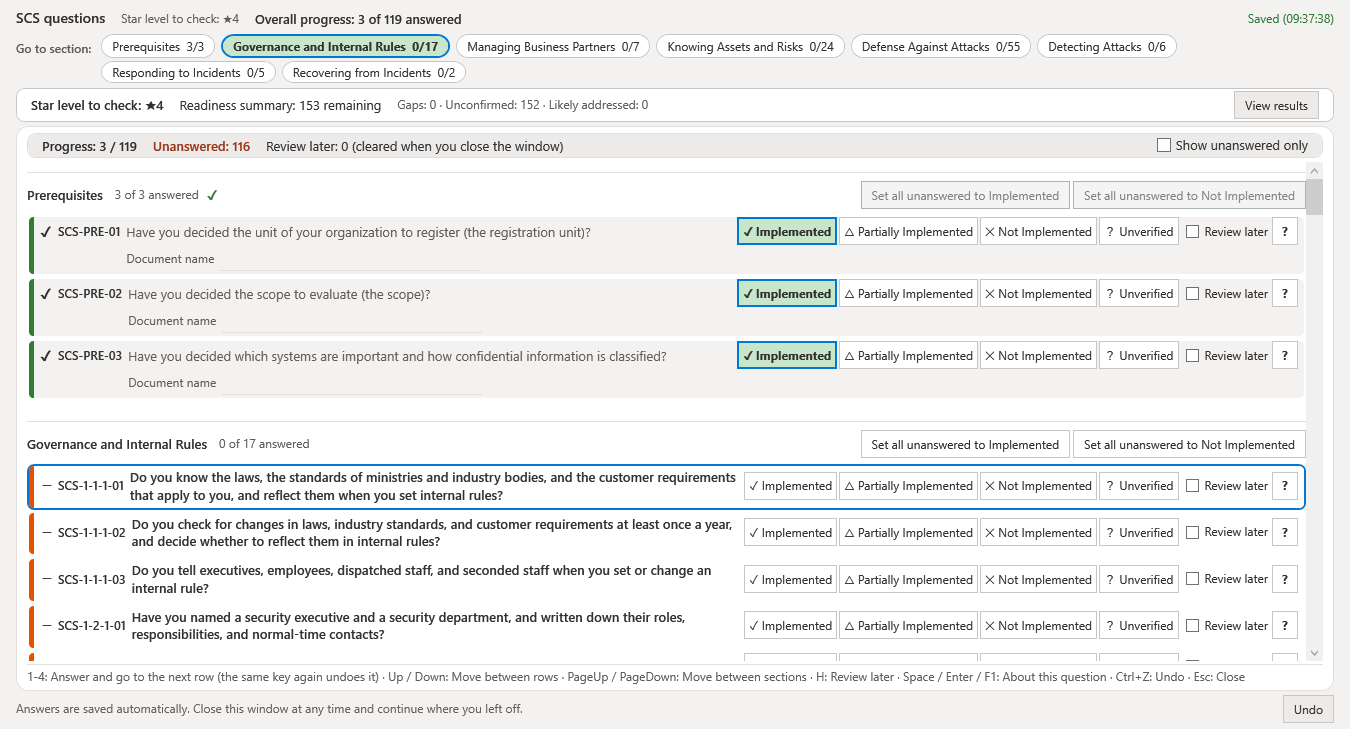 SCS questions Star level to check: ★4 Overall progress: 3 of 119 answered Saved (09:37:38)
Go to section: Prerequisites 3/3 Governance and Internal Rules 0/17 Managing Business Partners 0/7 Knowing Assets and Risks 0/24 Defense Against Attacks 0/55 Detecting Attacks 0/6
Responding to Incidents 0/5 Recovering from Incidents 0/2
Star level to check: ★4 Readiness summary: 153 remaining Gaps: 0 · Unconfirmed: 152 · Likely addressed: 0 View results
Progress: 3 / 119 Unanswered: 116 Review later: 0 (cleared when you close the window) Show unanswered only
Prerequisites 3 of 3 answered ✓ Set all unanswered to Implemented Set all unanswered to Not Implemented
✓ SCS-PRE-01 Have you decided the unit of your organization to register (the registration unit)? ✓ Implemented △ Partially Implemented ✕ Not Implemented ? Unverified Review later ?
Document name
✓ SCS-PRE-02 Have you decided the scope to evaluate (the scope)? ✓ Implemented △ Partially Implemented ✕ Not Implemented ? Unverified Review later ?
Document name
✓ SCS-PRE-03 Have you decided which systems are important and how confidential information is classified? ✓ Implemented △ Partially Implemented ✕ Not Implemented ? Unverified Review later ?
Document name
Governance and Internal Rules 0 of 17 answered Set all unanswered to Implemented Set all unanswered to Not Implemented
— SCS-1-1-1-01 Do you know the laws, the standards of ministries and industry bodies, and the customer requirements
that apply to you, and reflect them when you set internal rules? ✓ Implemented △ Partially Implemented ✕ Not Implemented ? Unverified Review later ?
— SCS-1-1-1-02 Do you check for changes in laws, industry standards, and customer requirements at least once a year,
and decide whether to reflect them in internal rules? ✓ Implemented △ Partially Implemented ✕ Not Implemented ? Unverified Review later ?
— SCS-1-1-1-03 Do you tell executives, employees, dispatched staff, and seconded staff when you set or change an
internal rule? ✓ Implemented △ Partially Implemented ✕ Not Implemented ? Unverified Review later ?
— SCS-1-2-1-01 Have you named a security executive and a security department, and written down their roles,
responsibilities, and normal-time contacts? ✓ Implemented △ Partially Implemented ✕ Not Implemented ? Unverified Review later ?
1-4: Answer and go to the next row (the same key again undoes it) · Up / Down: Move between rows · PageUp / PageDown: Move between sections · H: Review later · Space / Enter / F1: About this question · Ctrl+Z: Undo · Esc: Close
Answers are saved automatically. Close this window at any time and continue where you left off. Undo